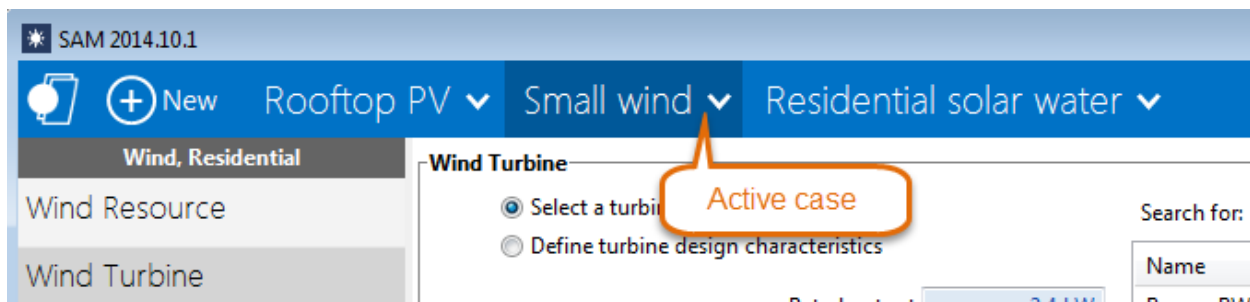 SAM 2014.10.1
New Rooftop PV Small wind Residential solar water
Wind, Residential
Wind Turbine
Wind Resource
Select a
Active case
Search for:
Define turbine design characteristics
Name
Wind Turbine